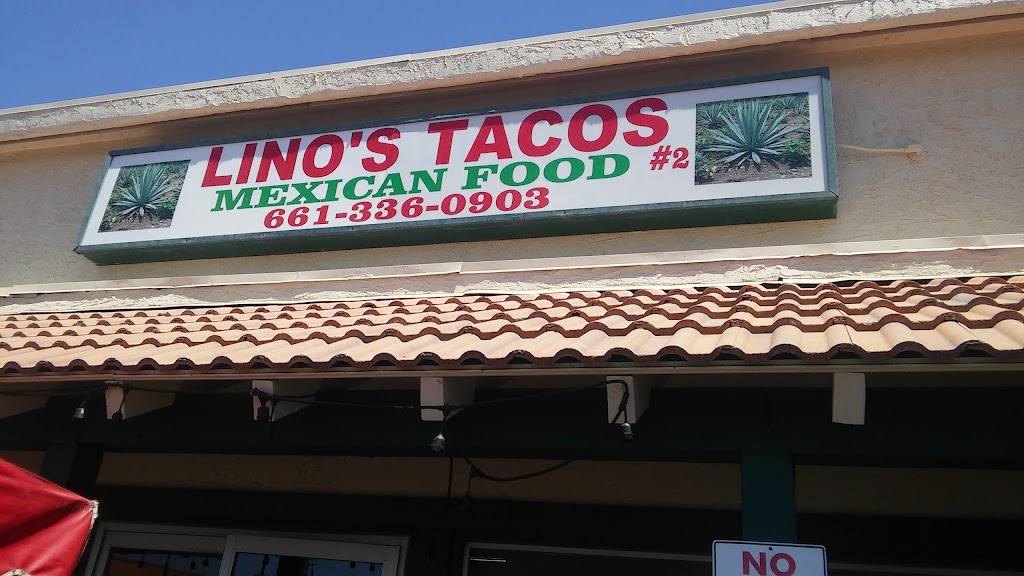 LINO'S TACOS
MEXICAN FOOD #2
661-336-0903
NO